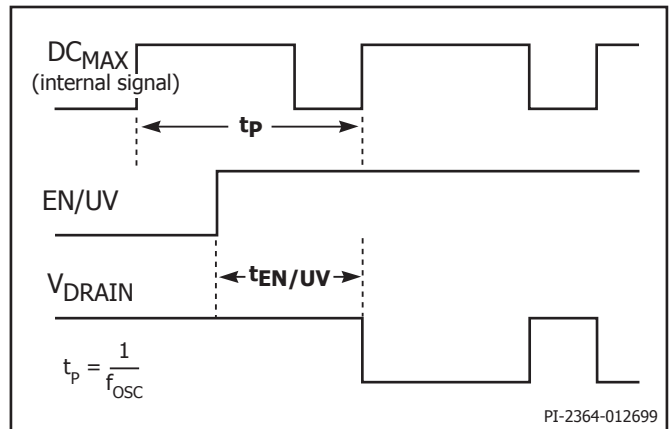 DCMAX
(internal signal)
tP
EN/UV
tEN/UV
VDRAIN
tP = 1/fOSC
PI-2364-012699